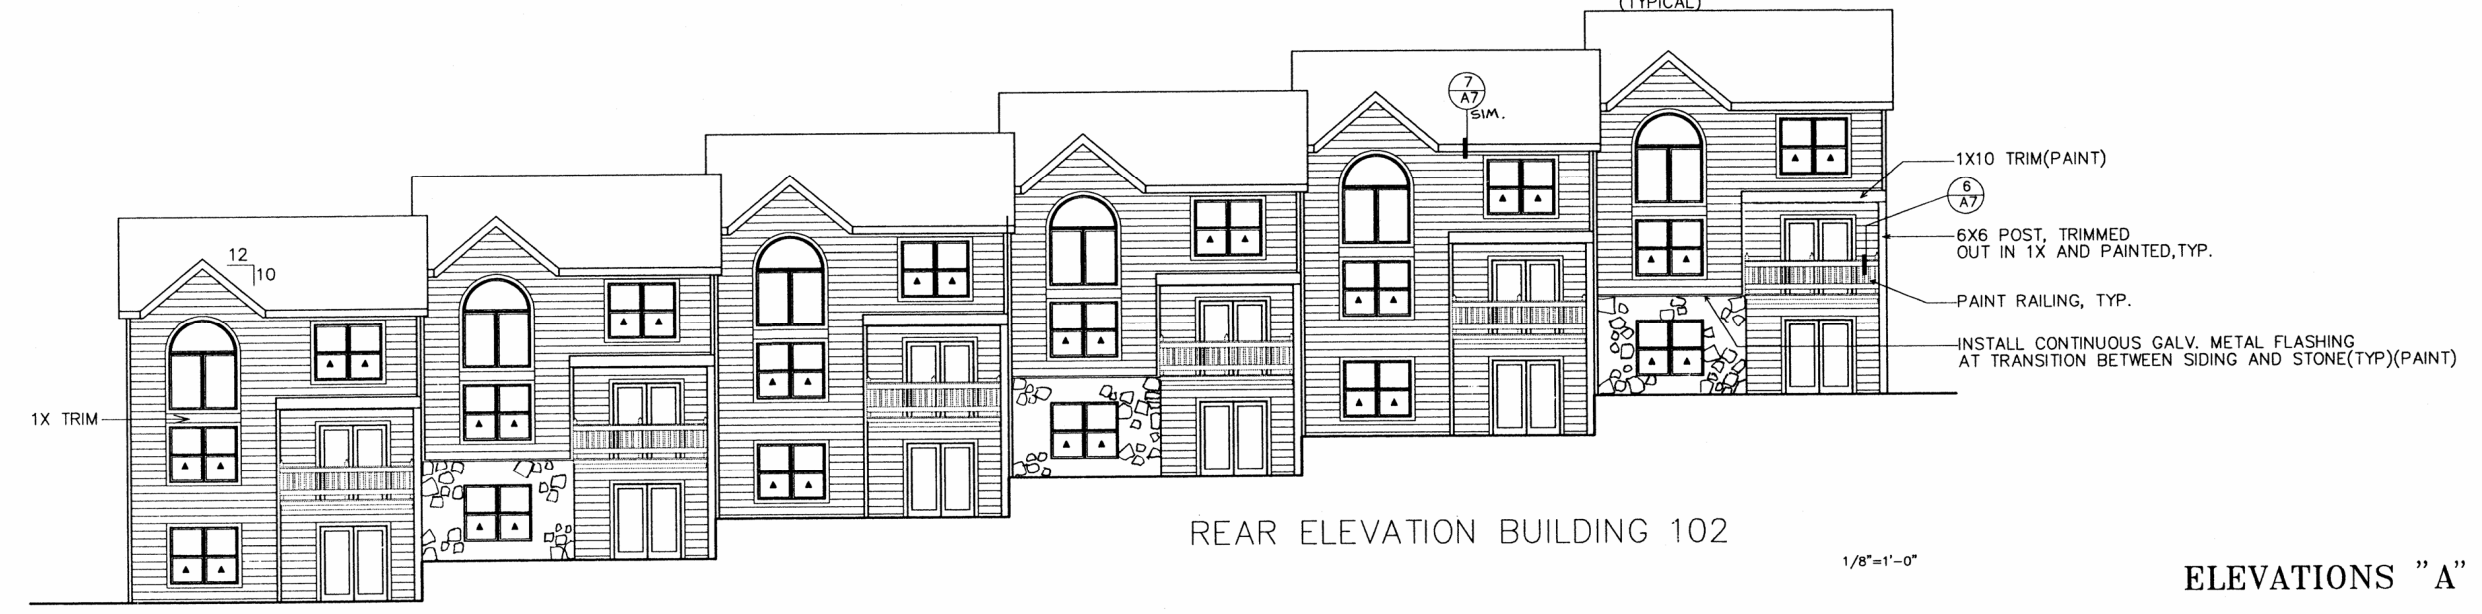 (TYPICAL)
7
A7
SIM.
1X10 TRIM(PAINT)
6
A7
6X6 POST, TRIMMED
OUT IN 1X AND PAINTED,TYP.
12
10
PAINT RAILING, TYP.
INSTALL CONTINUOUS GALV. METAL FLASHING
AT TRANSITION BETWEEN SIDING AND STONE(TYP)(PAINT)
1X TRIM
REAR ELEVATION BUILDING 102
1/8"=1'-0"
ELEVATIONS "A"